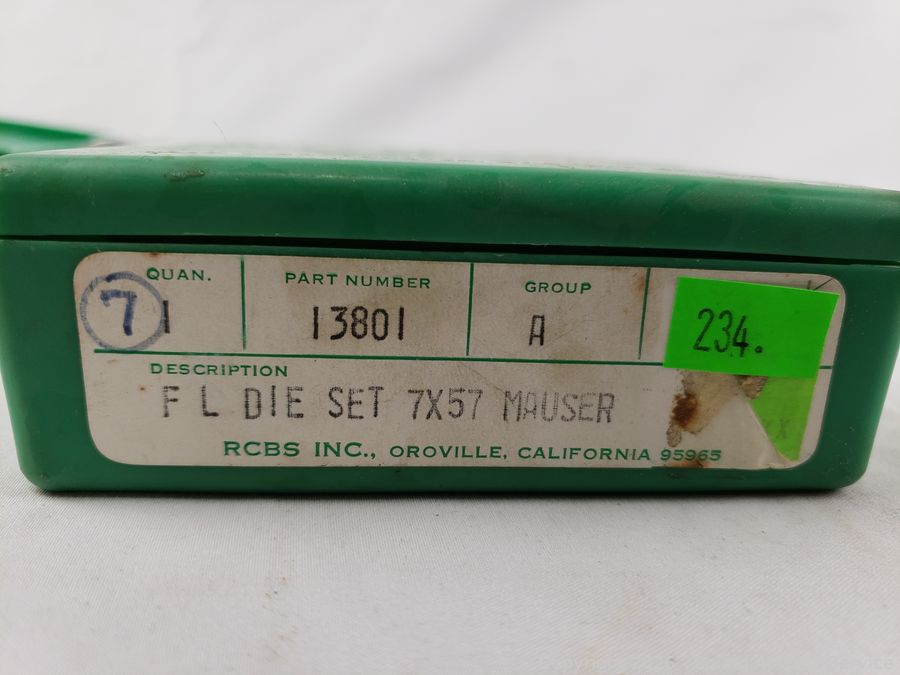 QUAN. PART NUMBER GROUP
7 1 13801 A 234.
DESCRIPTION
F L DIE SET 7X57 MAUSER
RCBS INC., OROVILLE, CALIFORNIA 95965